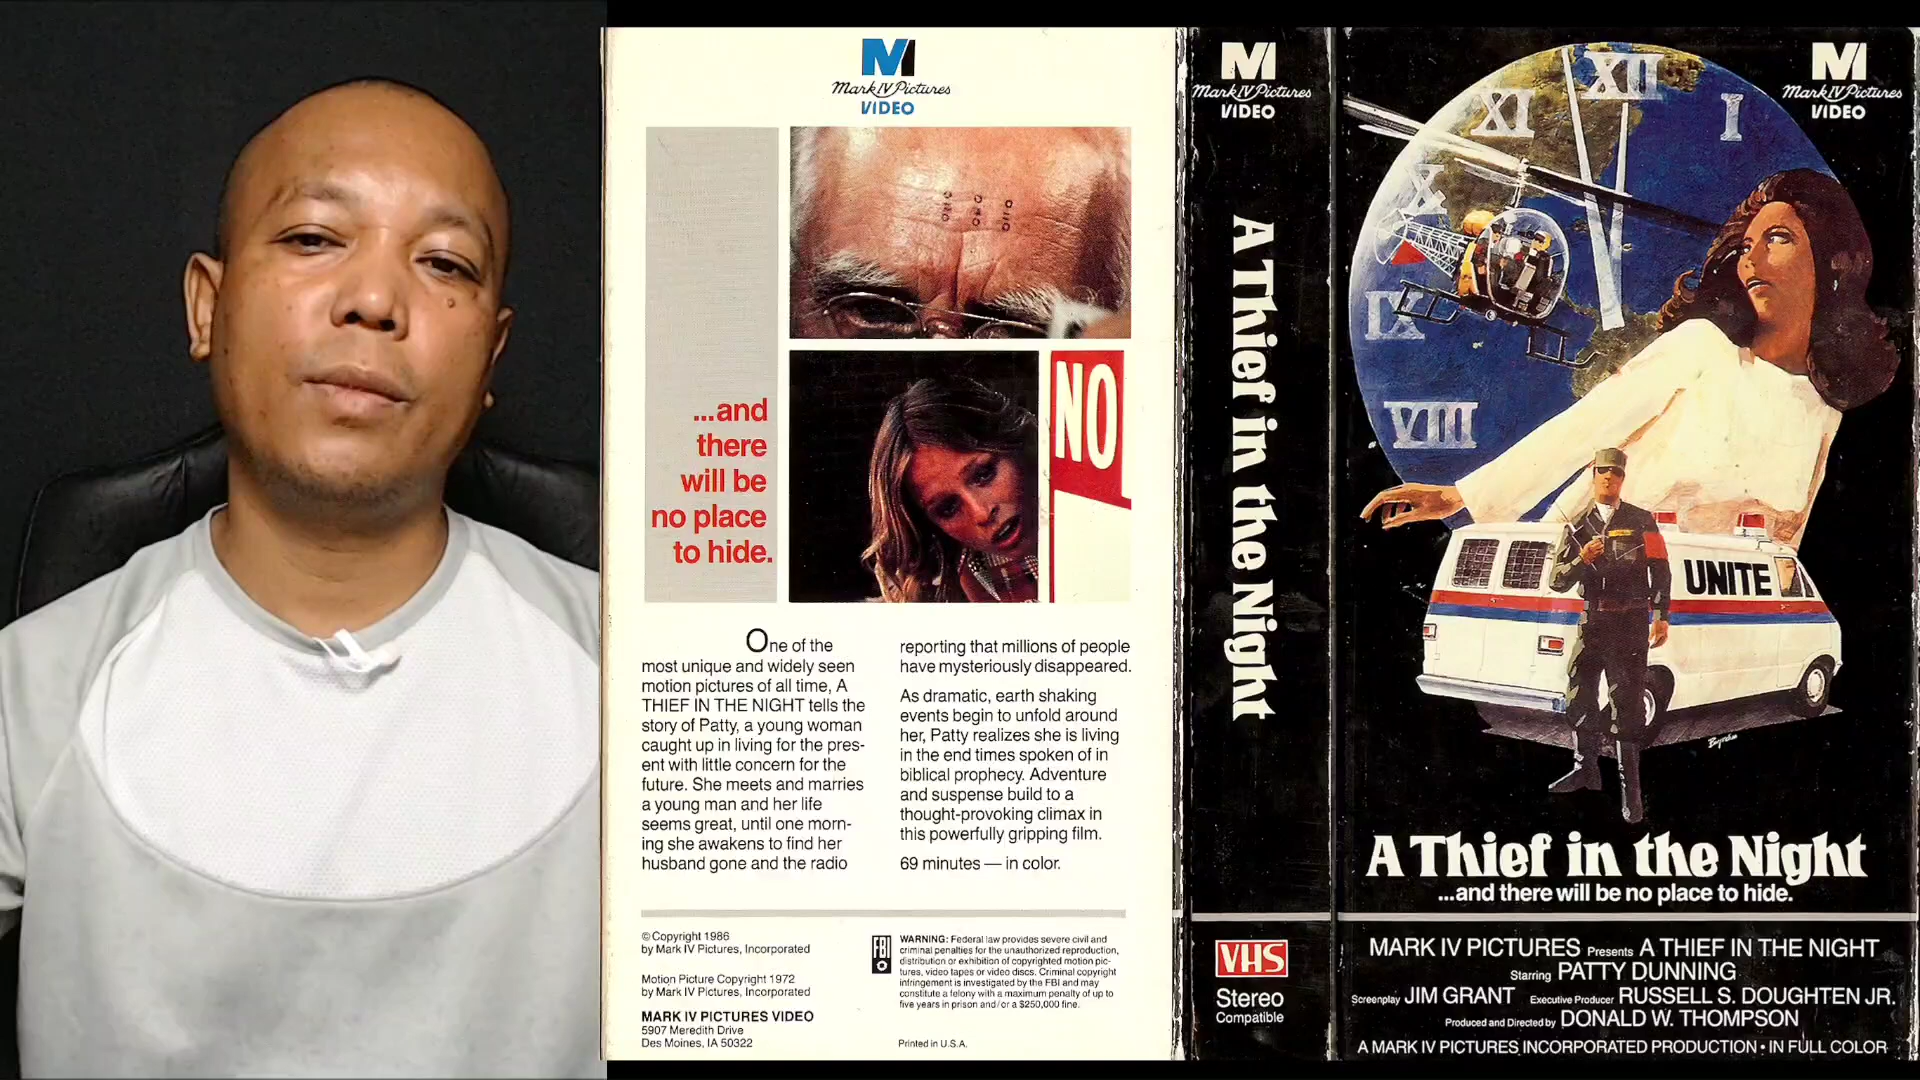 Mark IV Pictures
VIDEO
...and
there
will be
no place
to hide.
NO
One of the
most unique and widely seen
motion pictures of all time, A
THIEF IN THE NIGHT tells the
story of Patty, a young woman
caught up in living for the pres-
ent with little concern for the
future. She meets and marries
a young man and her life
seems great, until one morn-
ing she awakens to find her
husband gone and the radio
reporting that millions of people
have mysteriously disappeared.
As dramatic, earth shaking
events begin to unfold around
her, Patty realizes she is living
in the end times spoken of in
biblical prophecy. Adventure
and suspense build to a
thought-provoking climax in
this powerfully gripping film.
69 minutes — in color.
© Copyright 1986
by Mark IV Pictures, Incorporated
Motion Picture Copyright 1972
by Mark IV Pictures, Incorporated
MARK IV PICTURES VIDEO
5907 Meredith Drive
Des Moines, IA 50322
FBI
WARNING: Federal law provides severe civil and
criminal penalties for the unauthorized reproduction,
distribution or exhibition of copyrighted motion pic-
tures, video tapes or video discs. Criminal copyright
infringement is investigated by the FBI and may
constitute a felony with a maximum penalty of up to
five years in prison and/or a $250,000 fine.
Printed in U.S.A.
Mark IV Pictures
VIDEO
A Thief in the Night
VHS
Stereo
Compatible
Mark IV Pictures
VIDEO
XII
XI
I
X
IX
VIII
UNITE
A Thief in the Night
...and there will be no place to hide.
MARK IV PICTURES Presents A THIEF IN THE NIGHT
Starring PATTY DUNNING
Screenplay JIM GRANT Executive Producer RUSSELL S. DOUGHTEN JR.
Produced and Directed by DONALD W. THOMPSON
A MARK IV PICTURES INCORPORATED PRODUCTION • IN FULL COLOR